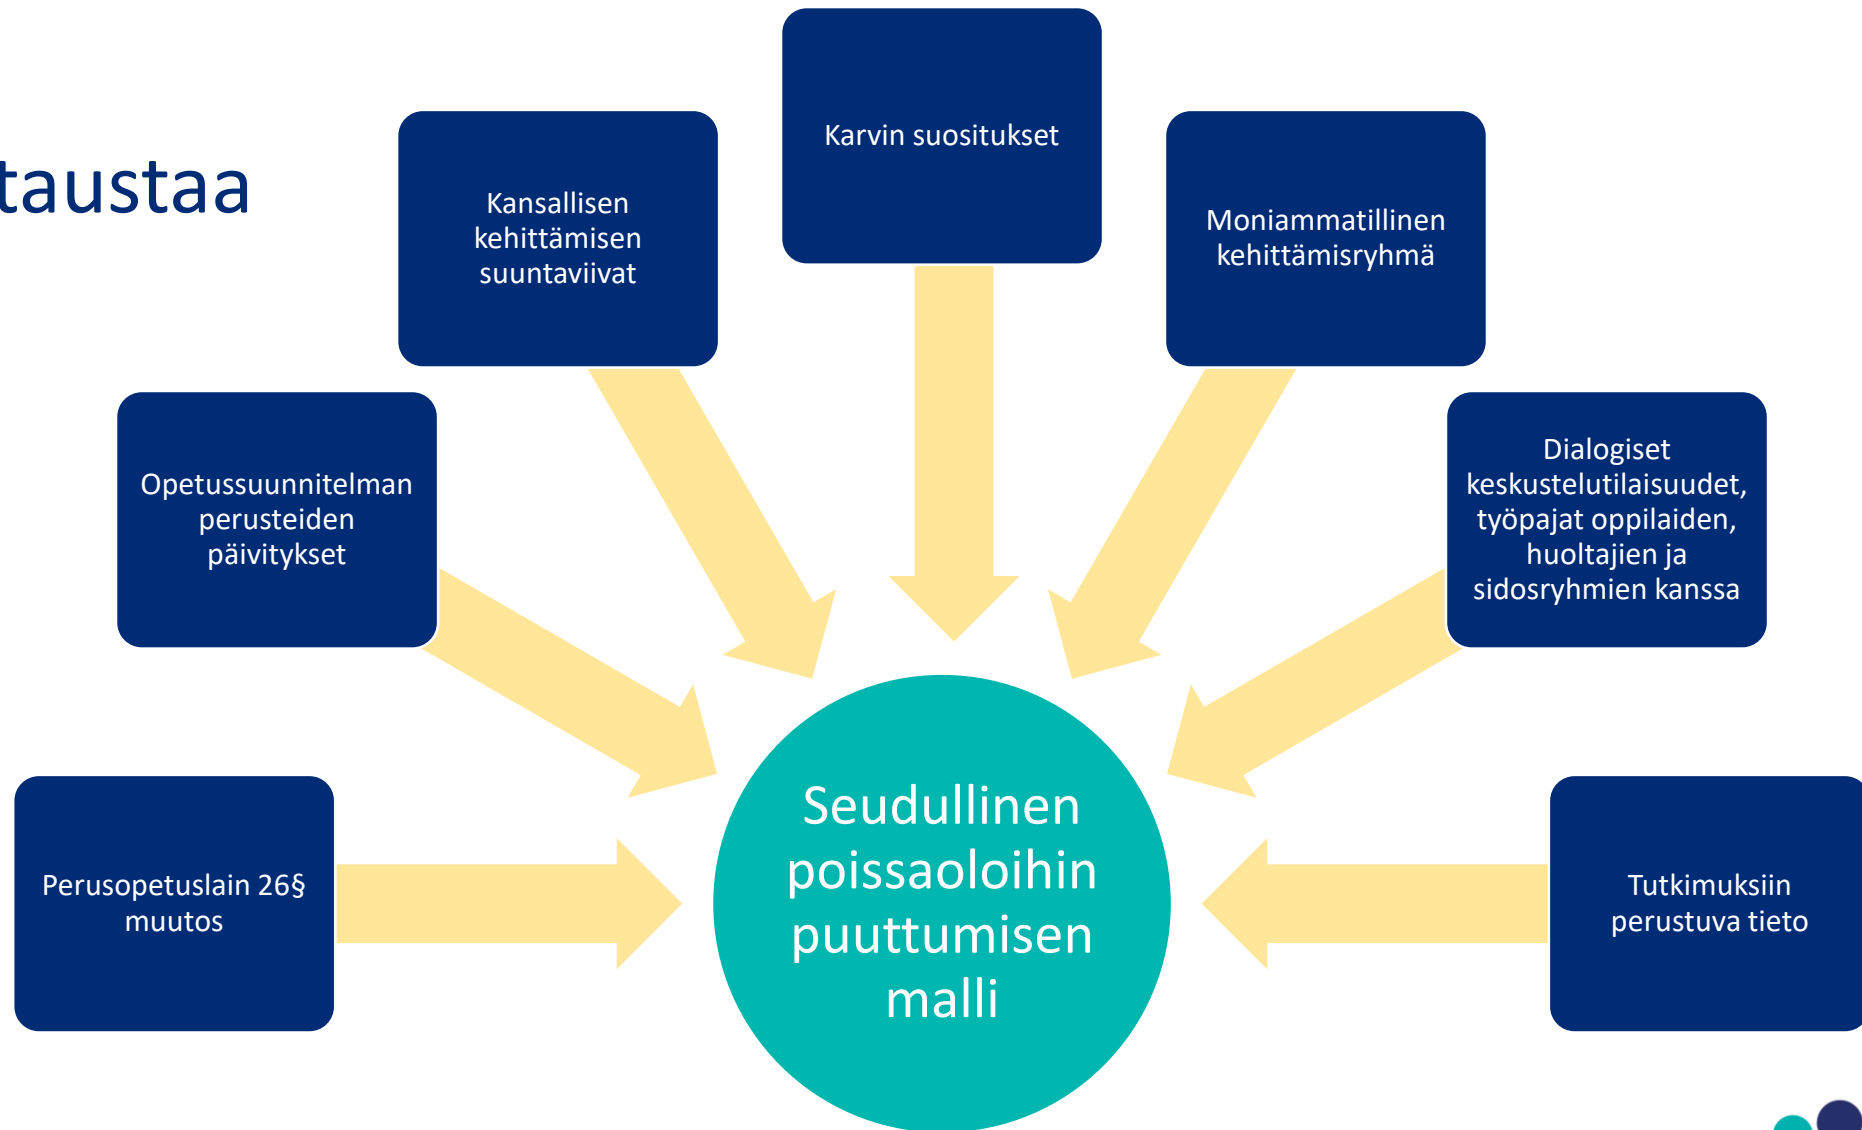 taustaa
Karvin suositukset
Kansallisen
kehittämisen
suuntaviivat
Moniammatillinen
kehittämisryhmä
Opetussuunnitelman
perusteiden
päivitykset
Dialogiset
keskustelutilaisuudet,
työpajat oppilaiden,
huoltajien ja
sidosryhmien kanssa
Perusopetuslain 26§
muutos
Seudullinen
poissaoloihin
puuttumisen
malli
Tutkimuksiin
perustuva tieto